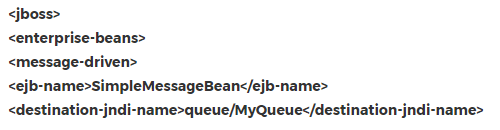 <jboss>
<enterprise-beans>
<message-driven>
<ejb-name>SimpleMessageBean</ejb-name>
<destination-jndi-name>queue/MyQueue</destination-jndi-name>